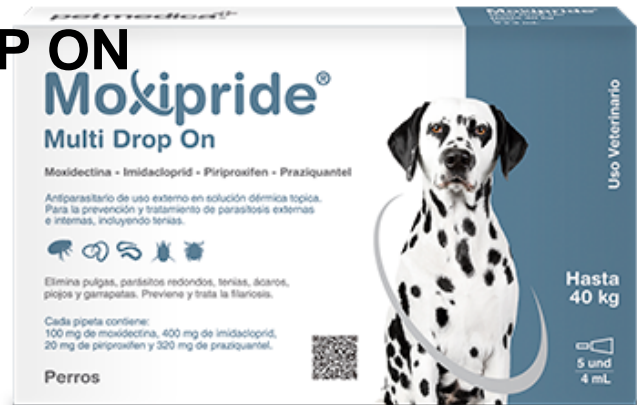 petmedica
P ON
Moxipride®
Multi Drop On
Moxidectina - Imidacloprid - Piriproxifen - Praziquantel
Antiparasitario de uso externo en solución dérmica topica.
Para la prevención y tratamiento de parasitosis externas
e internas, incluyendo tenias.
Elimina pulgas, parásitos redondos, tenias, ácaros,
piojos y garrapatas. Previene y trata la filariosis.
Cada pipeta contiene:
100 mg de moxidectina, 400 mg de imidacloprid,
20 mg de piriproxifen y 320 mg de praziquantel.
Perros
Moxipride
Uso Veterinario
Hasta
40 kg
5 und
4 mL